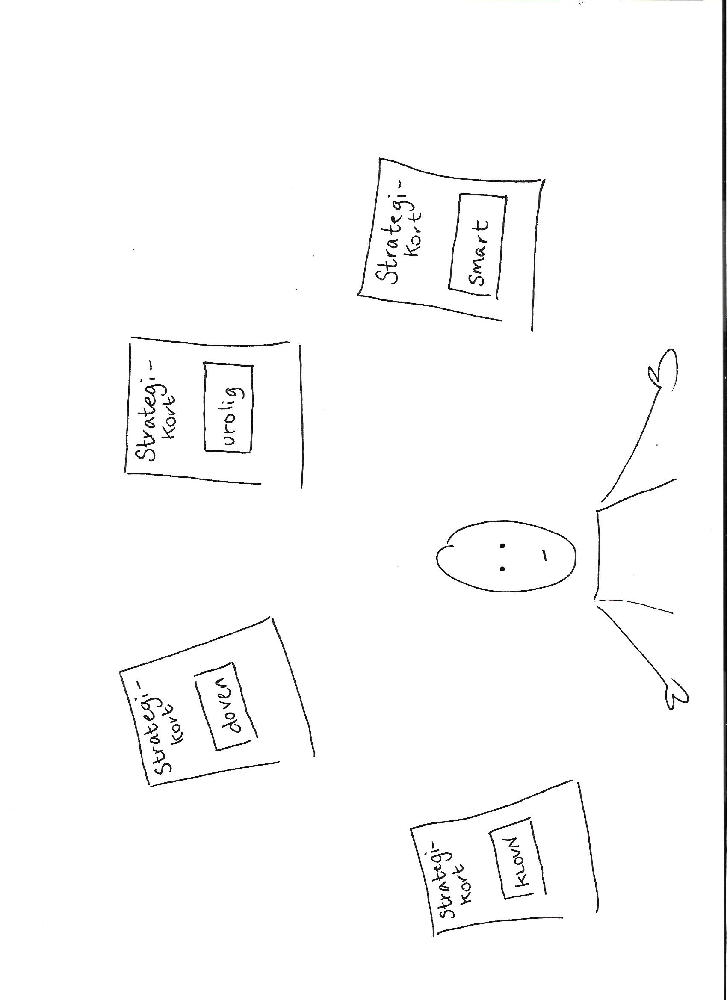 Strategi-
kort
KLOVN
Strategi-
kort
doven
Strategi-
kort
urolig
Strategi-
kort
smart